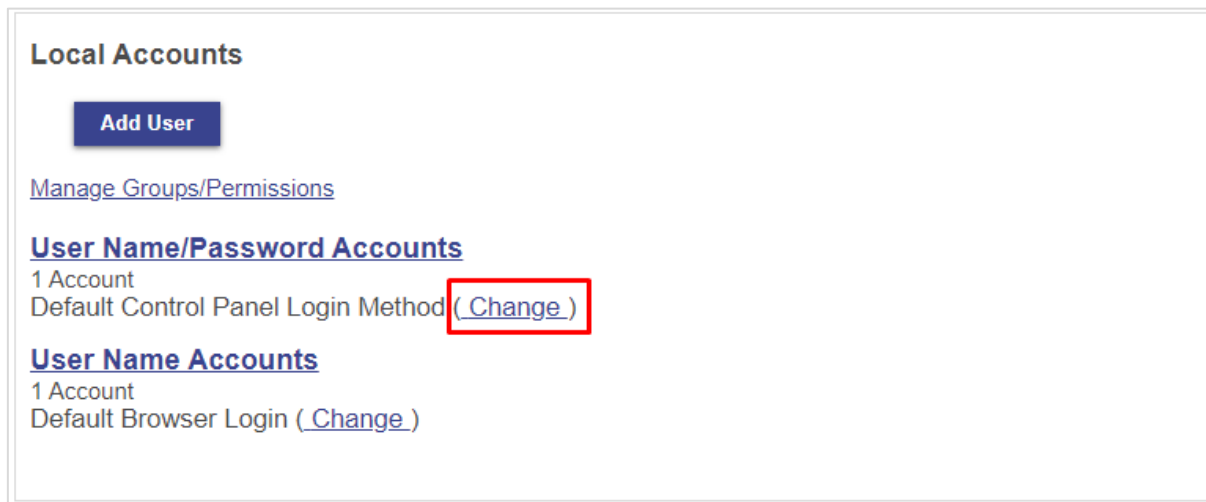 Local Accounts
Add User
Manage Groups/Permissions
User Name/Password Accounts
1 Account
Default Control Panel Login Method ( Change )
User Name Accounts
1 Account
Default Browser Login ( Change )